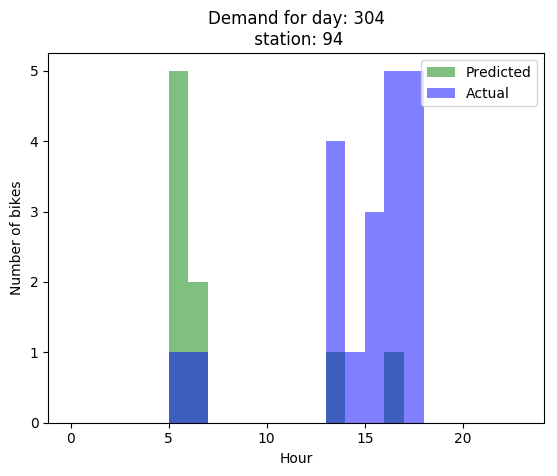 Demand for day: 304
station: 94
Predicted
Actual
Number of bikes
5
4
3
2
1
0
0 5 10 15 20
Hour